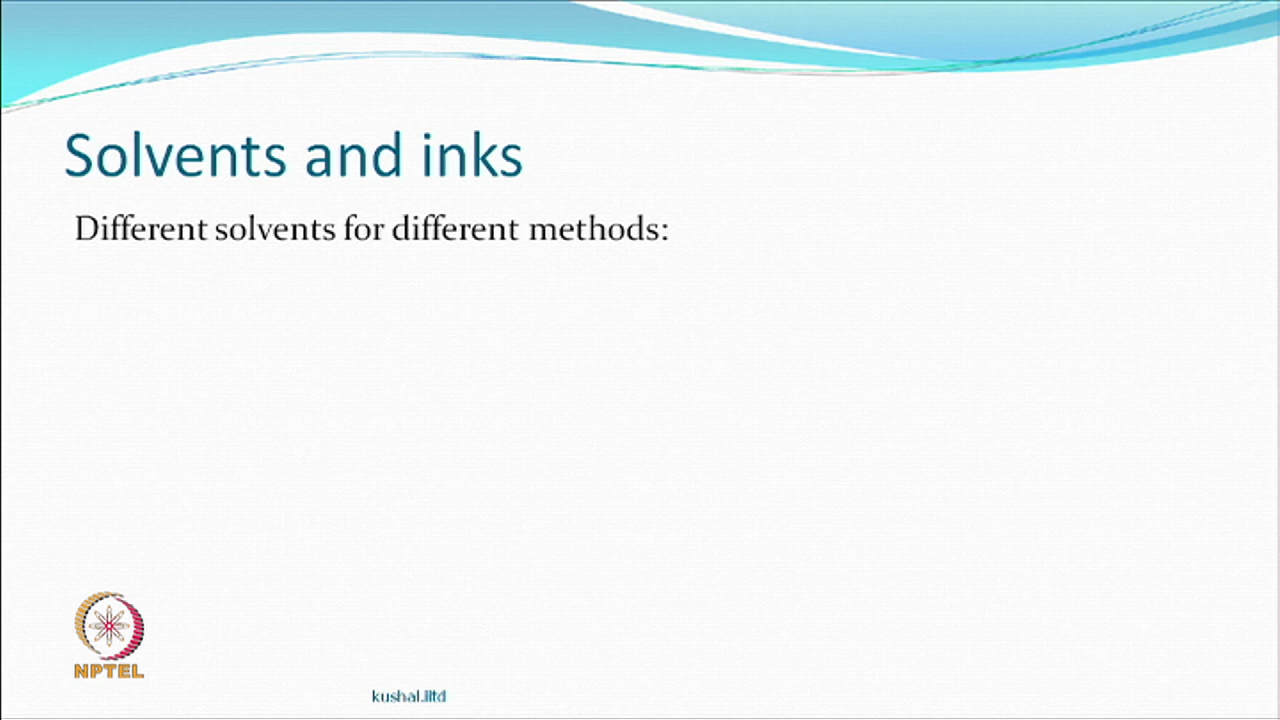 Solvents and inks
Different solvents for different methods:
NPTEL
kushal.iitd